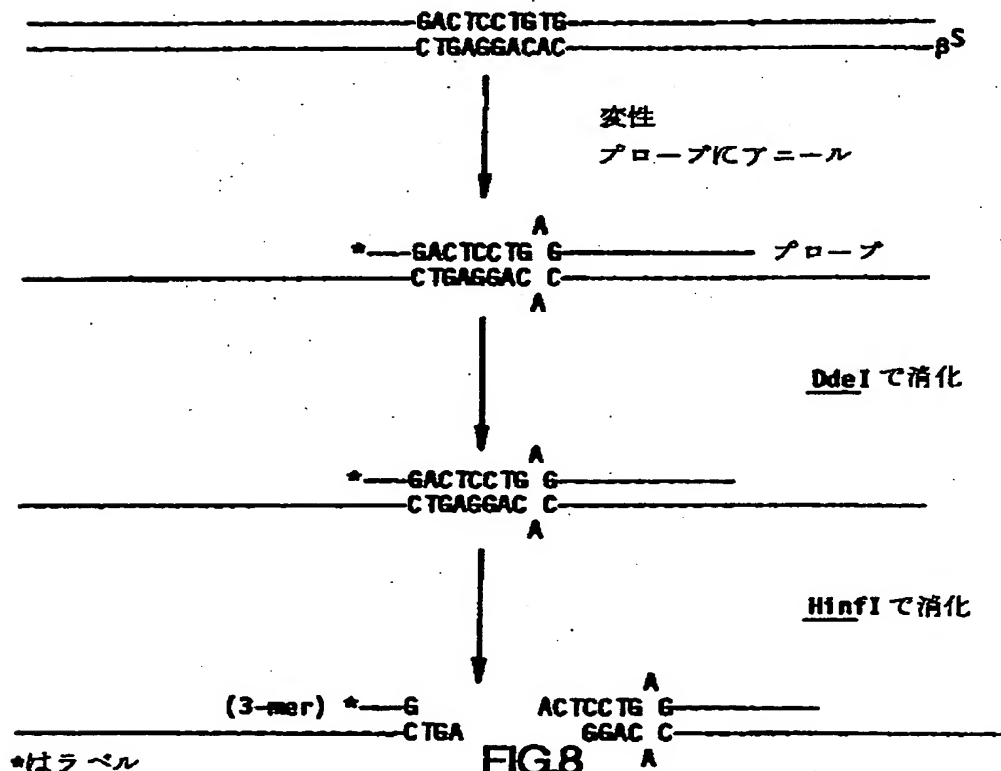 GACTCCTGTG
CTGAGGACAC βS
変性
プローブにアニール
A
*—GACTCCTG G— プローブ
CTGAGGAC C
A
DdeI で消化
A
*—GACTCCTG G
CTGAGGAC C
A
HinfI で消化
A
(3-mer) *—G ACTCCTG G
CTGA GGAC C
A
*はラベル
FIG.8